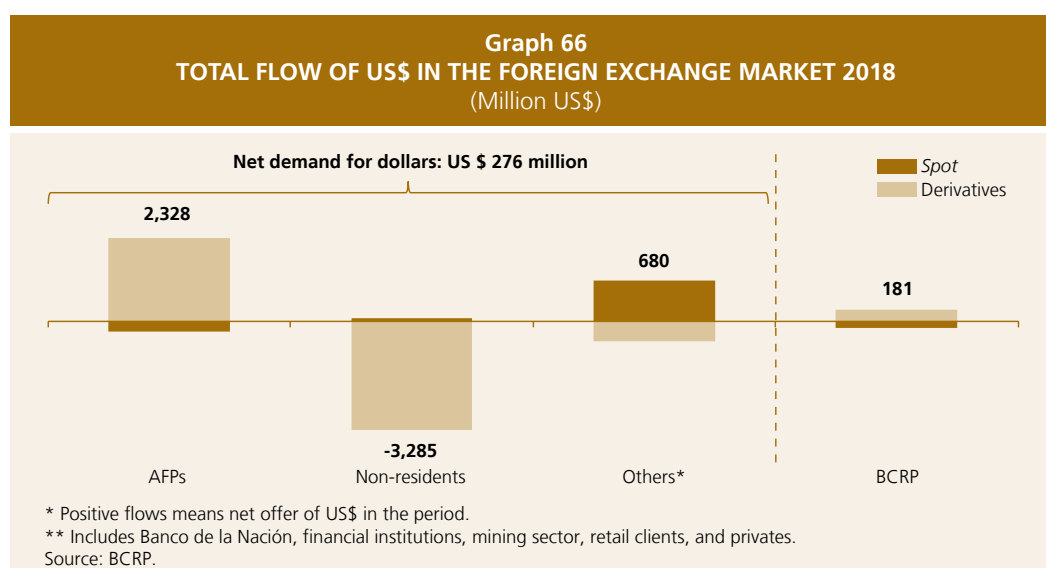 Graph 66
TOTAL FLOW OF US$ IN THE FOREIGN EXCHANGE MARKET 2018
(Million US$)
Net demand for dollars: US $ 276 million
Spot
Derivatives
2,328
680
181
-3,285
AFPs Non-residents Others* BCRP
* Positive flows means net offer of US$ in the period.
** Includes Banco de la Nación, financial institutions, mining sector, retail clients, and privates.
Source: BCRP.